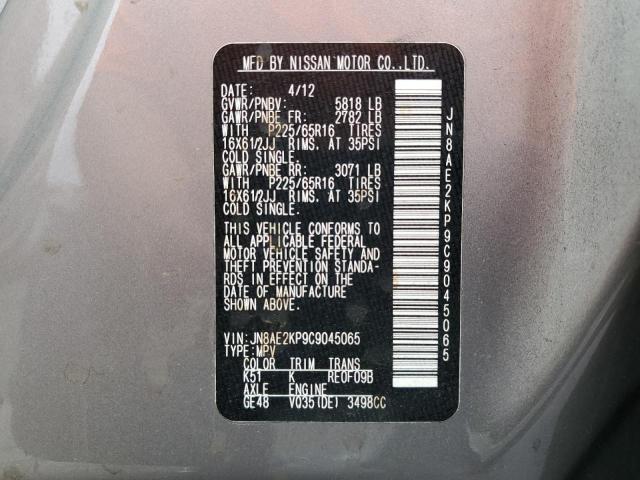 MFD BY NISSAN MOTOR CO.,LTD.
DATE: 4/12
GVWR/PNBV: 5818 LB
GAWR/PNBE FR: 2782 LB
WITH P225/65R16 TIRES
16X61/2JJ RIMS. AT 35PSI
COLD SINGLE.
GAWR/PNBE RR: 3071 LB
WITH P225/65R16 TIRES
16X61/2JJ RIMS. AT 35PSI
COLD SINGLE.
THIS VEHICLE CONFORMS TO
ALL APPLICABLE FEDERAL
MOTOR VEHICLE SAFETY AND
THEFT PREVENTION STANDA-
RDS IN EFFECT ON THE
DATE OF MANUFACTURE
SHOWN ABOVE.
VIN:JN8AE2KP9C9045065
TYPE:MPV
COLOR TRIM TRANS
K51 K RE0F09B
AXLE ENGINE
GE48 VQ35(DE) 3498CC
JN8AE2KP9C9045065